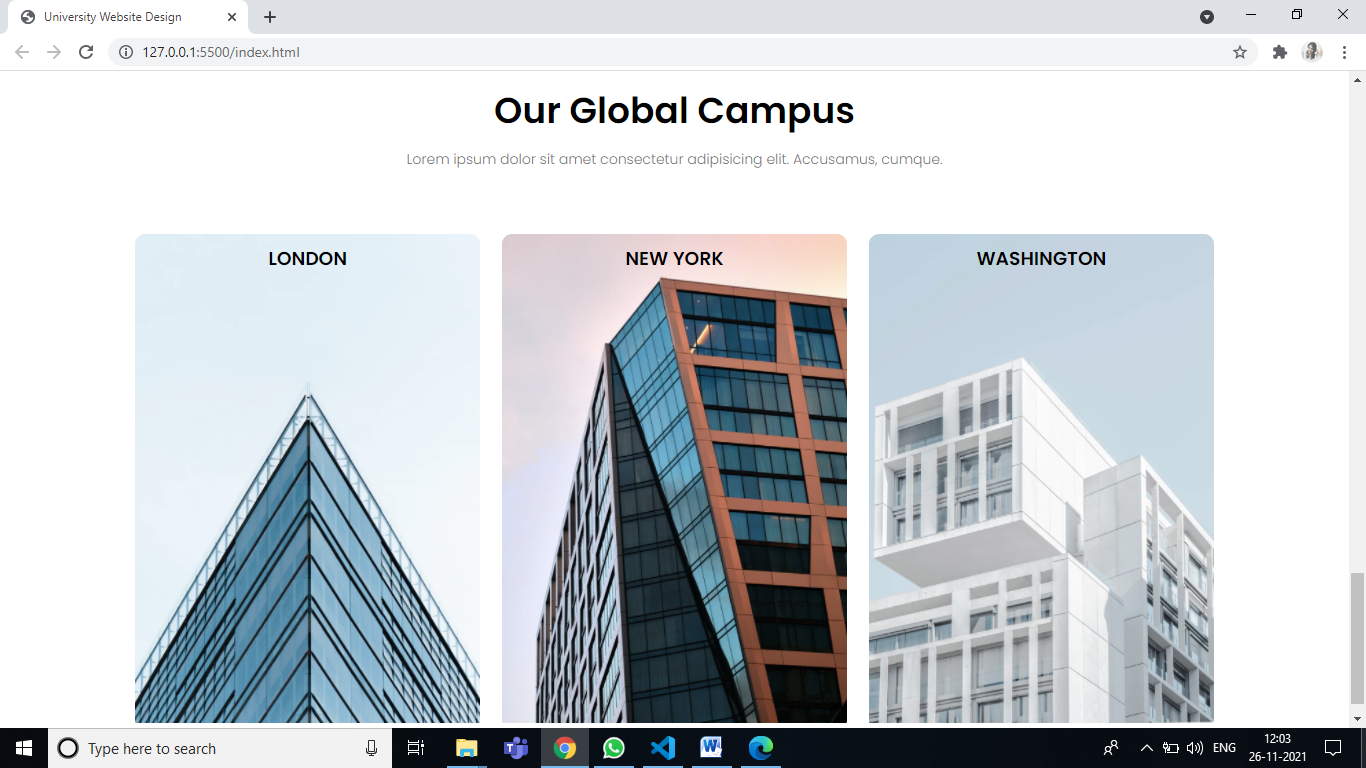 University Website Design
127.0.0.1:5500/index.html
Our Global Campus
Lorem ipsum dolor sit amet consectetur adipisicing elit. Accusamus, cumque.
LONDON
NEW YORK
WASHINGTON
Type here to search
ENG
12:03
26-11-2021